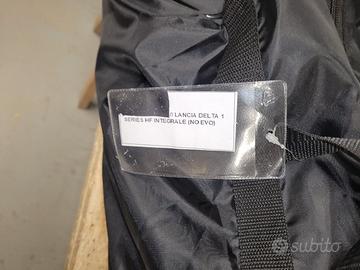 LANCIA DELTA 1
SERIES HF INTEGRALE (NO EVO)
subito